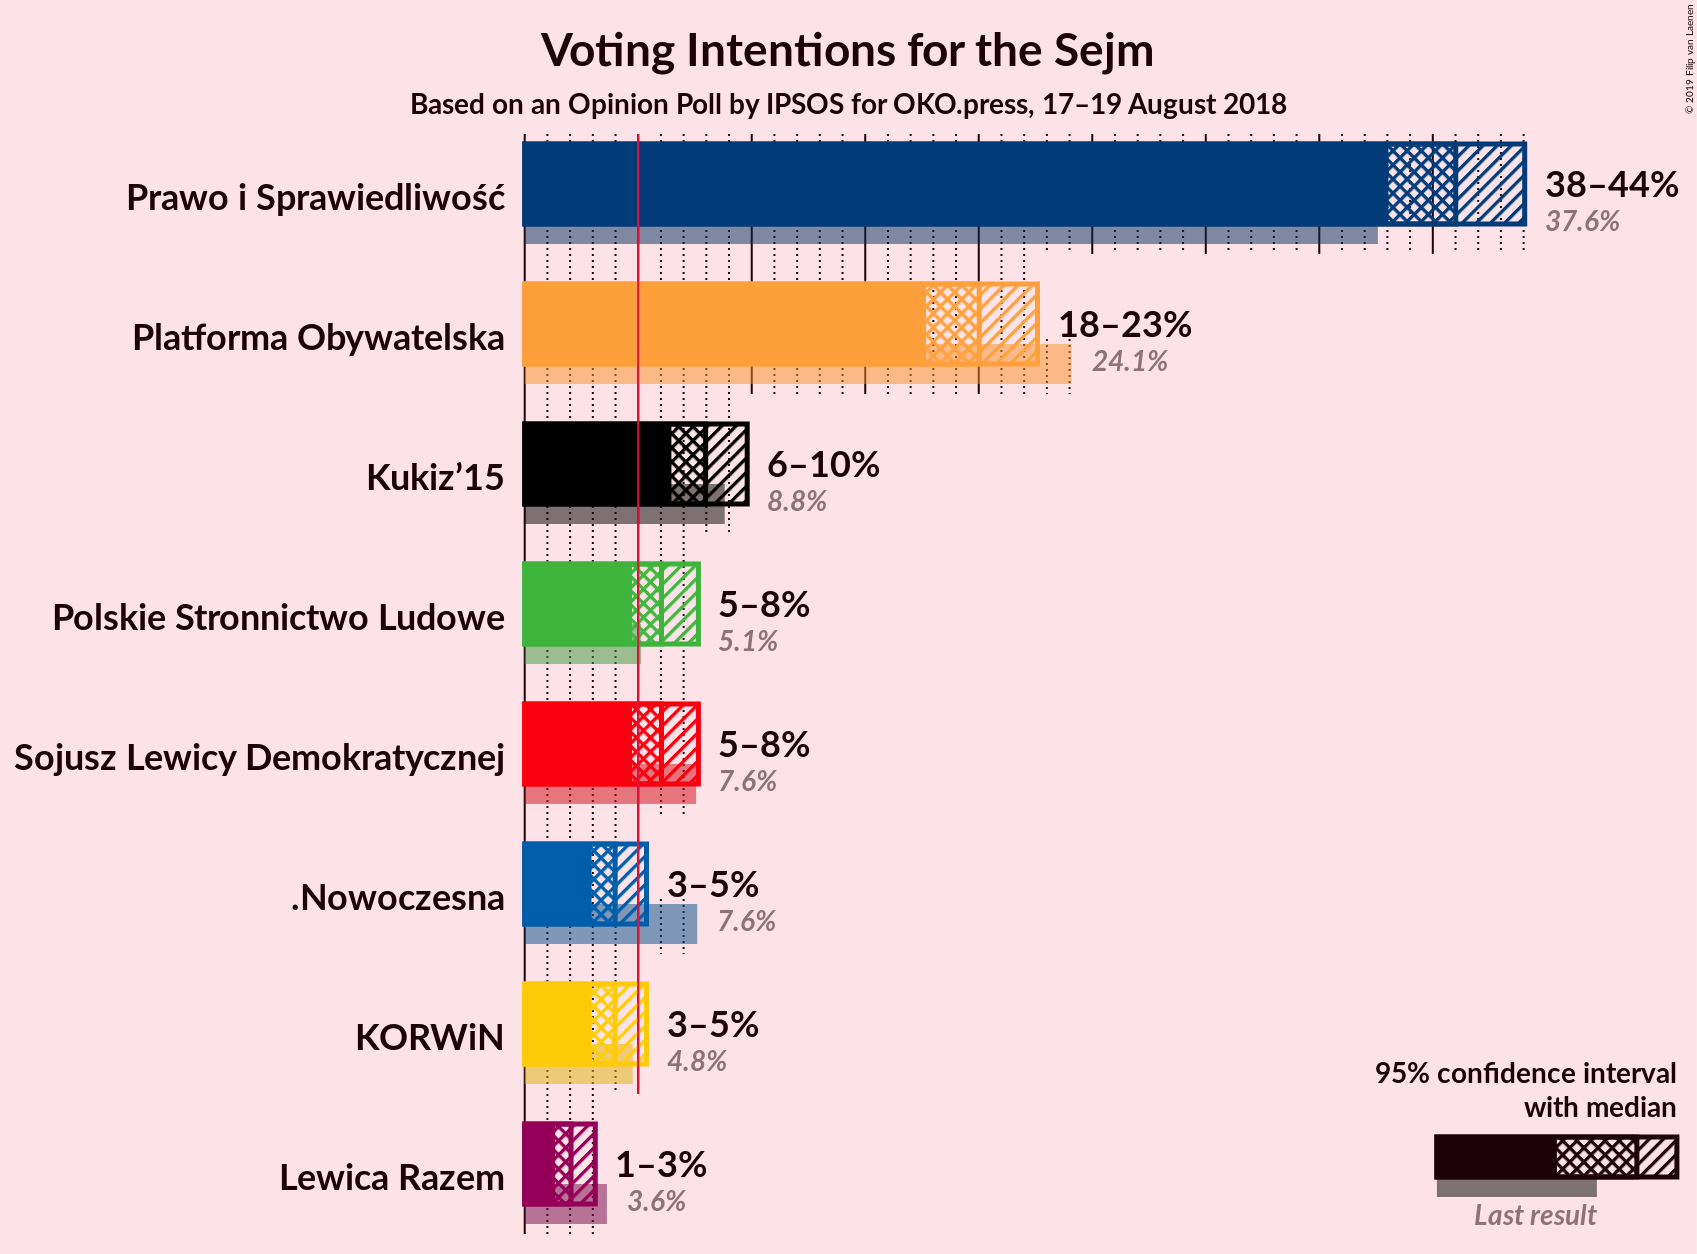 Voting Intentions for the Sejm
Based on an Opinion Poll by IPSOS for OKO.press, 17–19 August 2018
© 2019 Filip van Laenen
Prawo i Sprawiedliwość
38–44%
37.6%
Platforma Obywatelska
18–23%
24.1%
Kukiz’15
6–10%
8.8%
Polskie Stronnictwo Ludowe
5–8%
5.1%
Sojusz Lewicy Demokratycznej
5–8%
7.6%
.Nowoczesna
3–5%
7.6%
KORWiN
3–5%
4.8%
Lewica Razem
1–3%
3.6%
95% confidence interval
with median
Last result